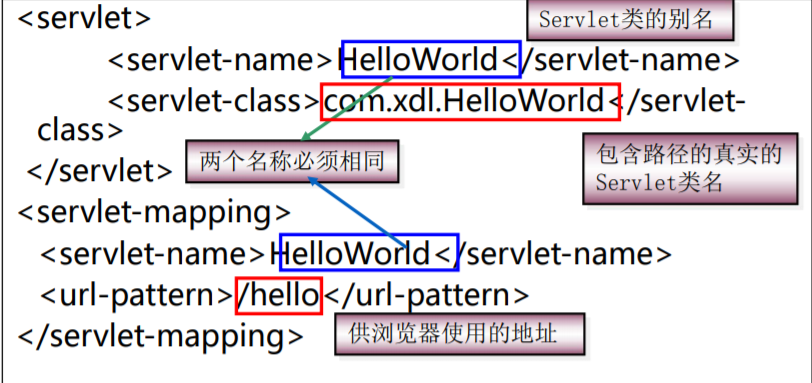 <servlet>
Servlet类的别名
<servlet-name>HelloWorld</servlet-name>
<servlet-class>com.xdl.HelloWorld</servlet-
class>
</servlet>
两个名称必须相同
包含路径的真实的
Servlet类名
<servlet-mapping>
<servlet-name>HelloWorld</servlet-name>
<url-pattern>/hello</url-pattern>
</servlet-mapping>
供浏览器使用的地址